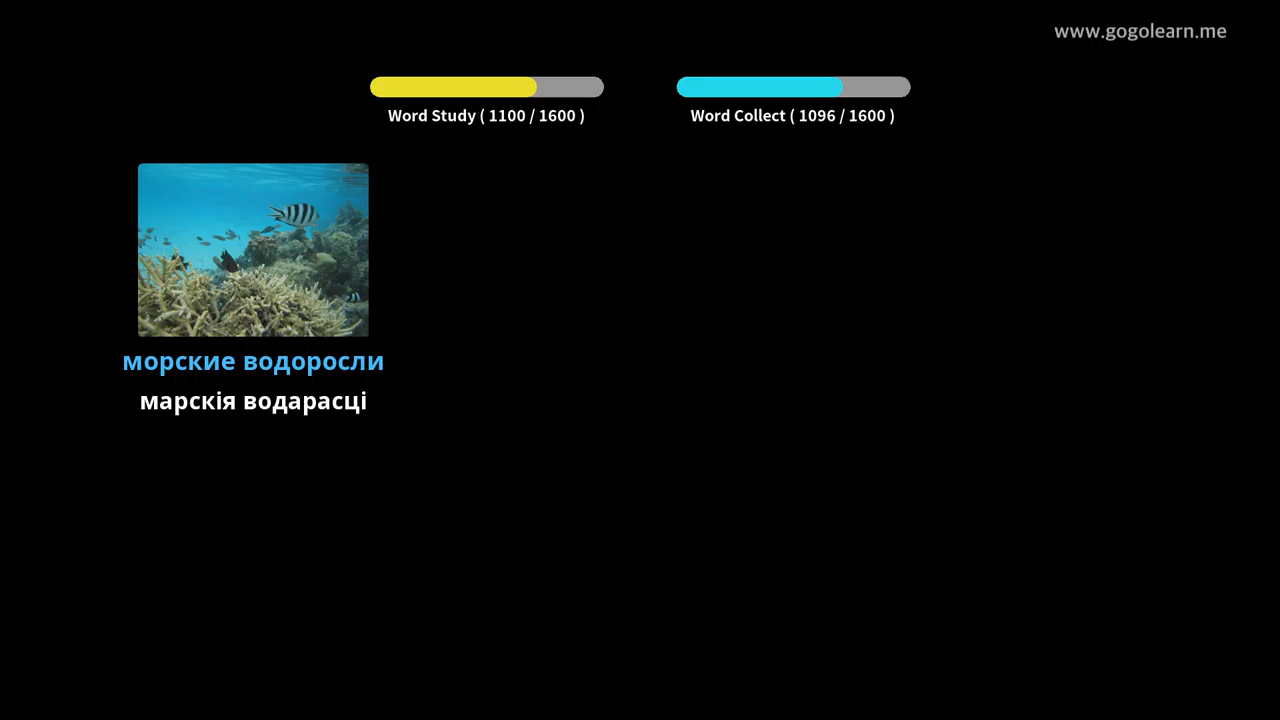 www.gogolearn.me
Word Study ( 1100 / 1600 )
Word Collect ( 1096 / 1600 )
морские водоросли
марскія водарасці